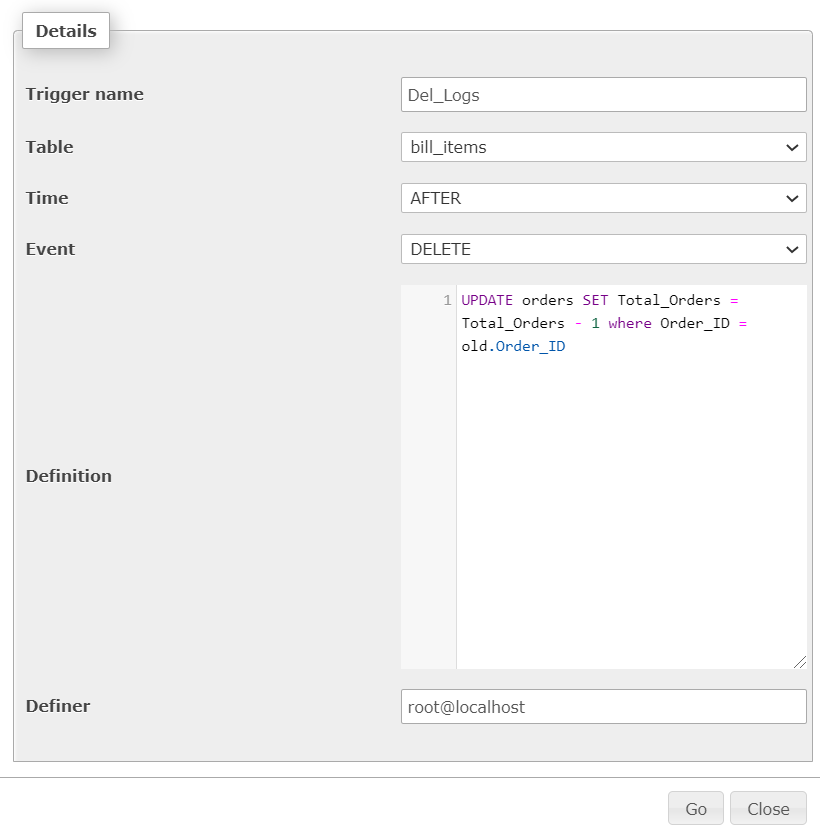 Details
Trigger name
Del_Logs
Table
bill_items
Time
AFTER
Event
DELETE
Definition
1 UPDATE orders SET Total_Orders =
Total_Orders - 1 where Order_ID =
old.Order_ID
Definer
root@localhost
Go
Close